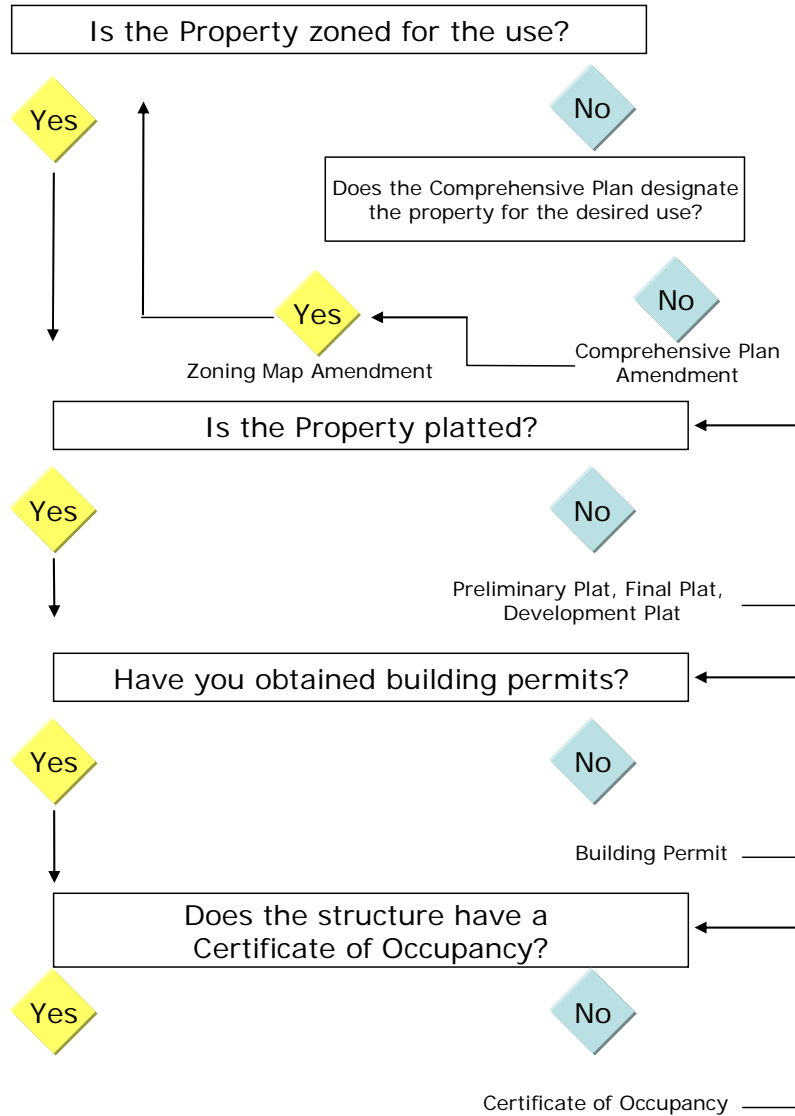 Is the Property zoned for the use?
Yes
No
Does the Comprehensive Plan designate
the property for the desired use?
Yes
No
Zoning Map Amendment
Comprehensive Plan
Amendment
Is the Property platted?
Yes
No
Preliminary Plat, Final Plat,
Development Plat
Have you obtained building permits?
Yes
No
Building Permit
Does the structure have a
Certificate of Occupancy?
Yes
No
Certificate of Occupancy